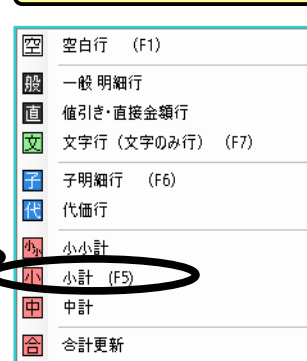 空 空白行 (F1)
般 一般 明細行
直 値引き・直接金額行
文 文字行 (文字のみ行) (F7)
子 子明細行 (F6)
代 代価行
小小 小小計
小 小計 (F5)
中 中計
合 合計更新